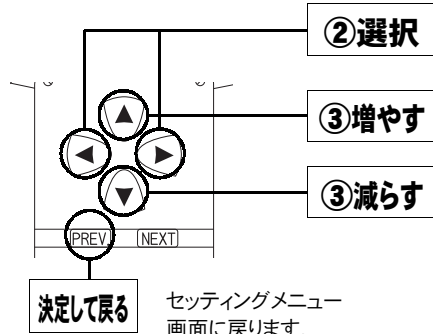 ②選択
③増やす
③減らす
PREV. NEXT
決定して戻る
セッティングメニュー
画面に戻ります。